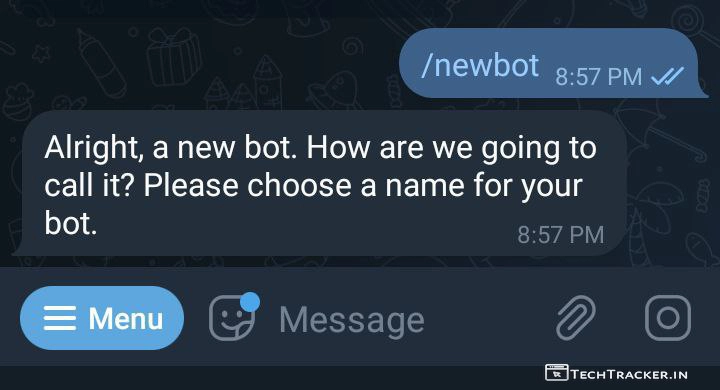 /newbot 8:57 PM
Alright, a new bot. How are we going to
call it? Please choose a name for your
bot.
8:57 PM
Menu Message
TECHTRACKER.IN